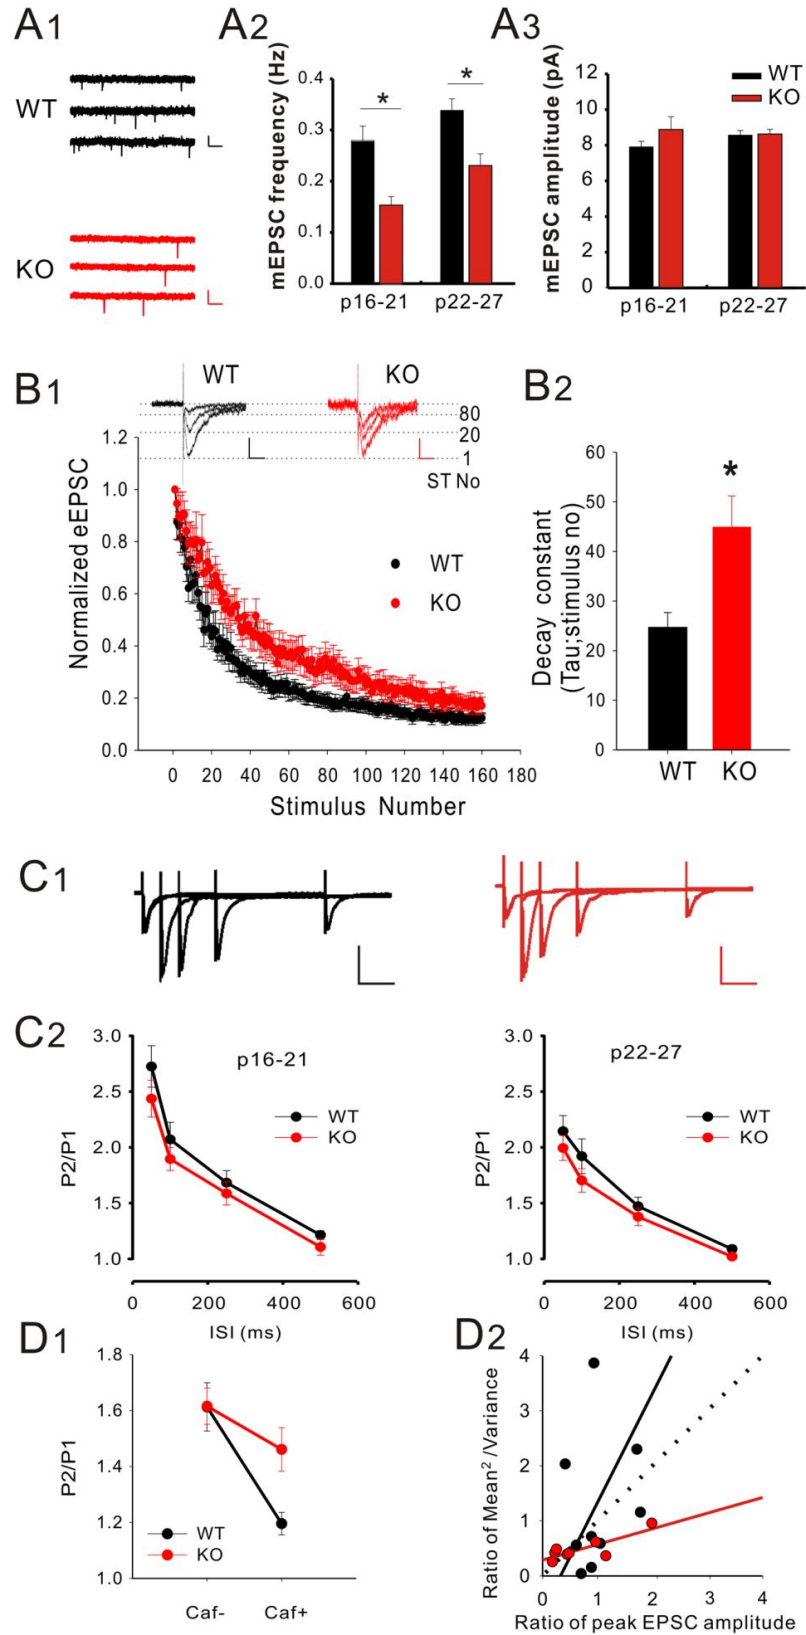 A1
WT
KO
A2
mEPSC frequency (Hz)
0.4
0.3
0.2
0.1
0.0
*
*
p16-21
p22-27
A3
mEPSC amplitude (pA)
12
10
8
6
4
2
0
WT
KO
p16-21
p22-27
B1
WT
KO
80
20
1
ST No
Normalized eEPSC
1.2
1.0
0.8
0.6
0.4
0.2
0.0
WT
KO
0 20 40 60 80 100 120 140 160 180
Stimulus Number
B2
Decay constant
(Tau;stimulus no)
60
50
40
30
20
10
0
*
WT
KO
C1
C2
P2/P1
3.0
2.5
2.0
1.5
1.0
p16-21
WT
KO
0 200 400 600
ISI (ms)
P2/P1
3.0
2.5
2.0
1.5
1.0
p22-27
WT
KO
0 200 400 600
ISI (ms)
D1
P2/P1
1.8
1.6
1.4
1.2
1.0
WT
KO
Caf-
Caf+
D2
Ratio of Mean² /Variance
4
3
2
1
0
0 1 2 3 4
Ratio of peak EPSC amplitude